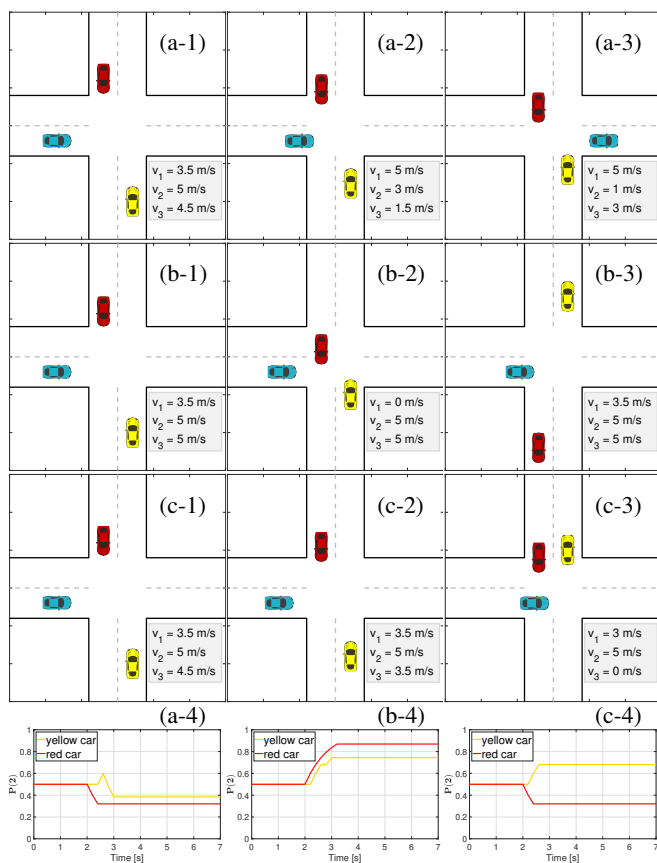 (a-1) (a-2) (a-3)
v1 = 3.5 m/s v1 = 5 m/s v1 = 5 m/s
v2 = 5 m/s v2 = 3 m/s v2 = 1 m/s
v3 = 4.5 m/s v3 = 1.5 m/s v3 = 3 m/s
(b-1) (b-2) (b-3)
v1 = 3.5 m/s v1 = 0 m/s v1 = 3.5 m/s
v2 = 5 m/s v2 = 5 m/s v2 = 5 m/s
v3 = 5 m/s v3 = 5 m/s v3 = 5 m/s
(c-1) (c-2) (c-3)
v1 = 3.5 m/s v1 = 3.5 m/s v1 = 3 m/s
v2 = 5 m/s v2 = 5 m/s v2 = 5 m/s
v3 = 4.5 m/s v3 = 3.5 m/s v3 = 0 m/s
(a-4) (b-4) (c-4)
1 1 1
yellow car yellow car yellow car
red car red car red car
0.8 0.8 0.8
0.6 0.6 0.6
P(2) P(2) P(2)
0.4 0.4 0.4
0.2 0.2 0.2
0 0 0
0 1 2 3 4 5 6 7 0 1 2 3 4 5 6 7 0 1 2 3 4 5 6 7
Time [s] Time [s] Time [s]